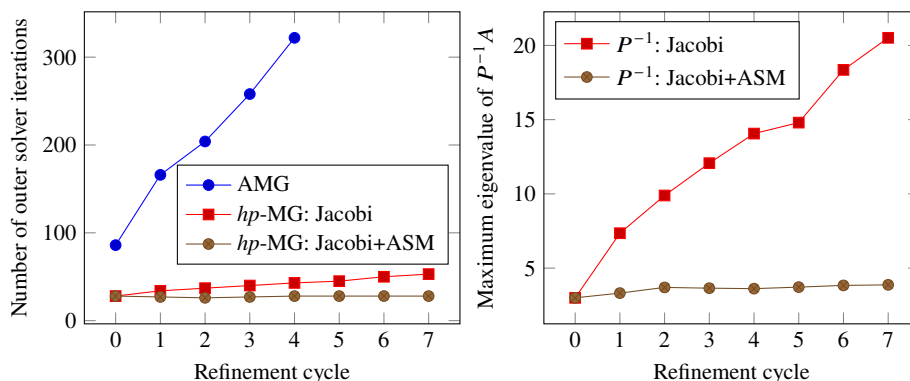 Number of outer solver iterations
300
200
100
0
AMG
hp-MG: Jacobi
hp-MG: Jacobi+ASM
0 1 2 3 4 5 6 7
Refinement cycle
Maximum eigenvalue of P⁻¹A
20
15
10
5
P⁻¹: Jacobi
P⁻¹: Jacobi+ASM
0 1 2 3 4 5 6 7
Refinement cycle